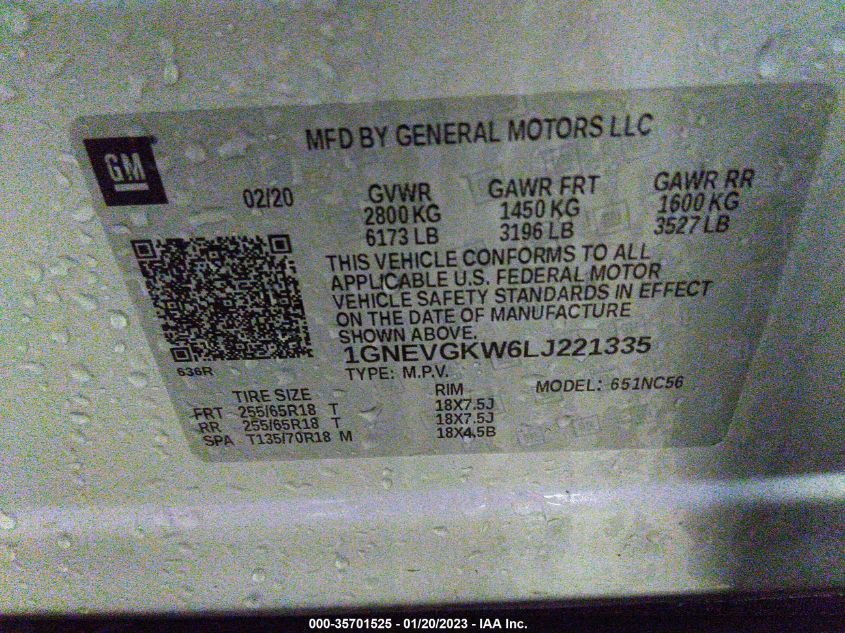 MFD BY GENERAL MOTORS LLC
GM
02/20
GVWR GAWR FRT GAWR RR
2800 KG 1450 KG 1600 KG
6173 LB 3196 LB 3527 LB
THIS VEHICLE CONFORMS TO ALL
APPLICABLE U.S. FEDERAL MOTOR
VEHICLE SAFETY STANDARDS IN EFFECT
ON THE DATE OF MANUFACTURE
SHOWN ABOVE.
1GNEVGKW6LJ221335
636R
TYPE: M.P.V.
MODEL: 651NC56
TIRE SIZE RIM
FRT 255/65R18 T 18X7.5J
RR 255/65R18 T 18X7.5J
SPA T135/70R18 M 18X4.5B
000-35701525 - 01/20/2023 - IAA Inc.